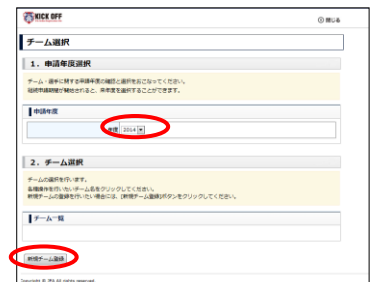 KICK OFF
閉じる
チーム選択
1. 申請年度選択
チーム・選手に関する申請年度の確認と選択をおこなってください。
継続申請期間が開始されると、来年度を選択することができます。
申請年度
年度 2014
2. チーム選択
チームの選択を行います。
各種操作を行いたいチーム名をクリックしてください。
新規チームの登録を行いたい場合には、[新規チーム登録]ボタンをクリックしてください。
チーム一覧
新規チーム登録
Copyright © JFA All rights reserved.